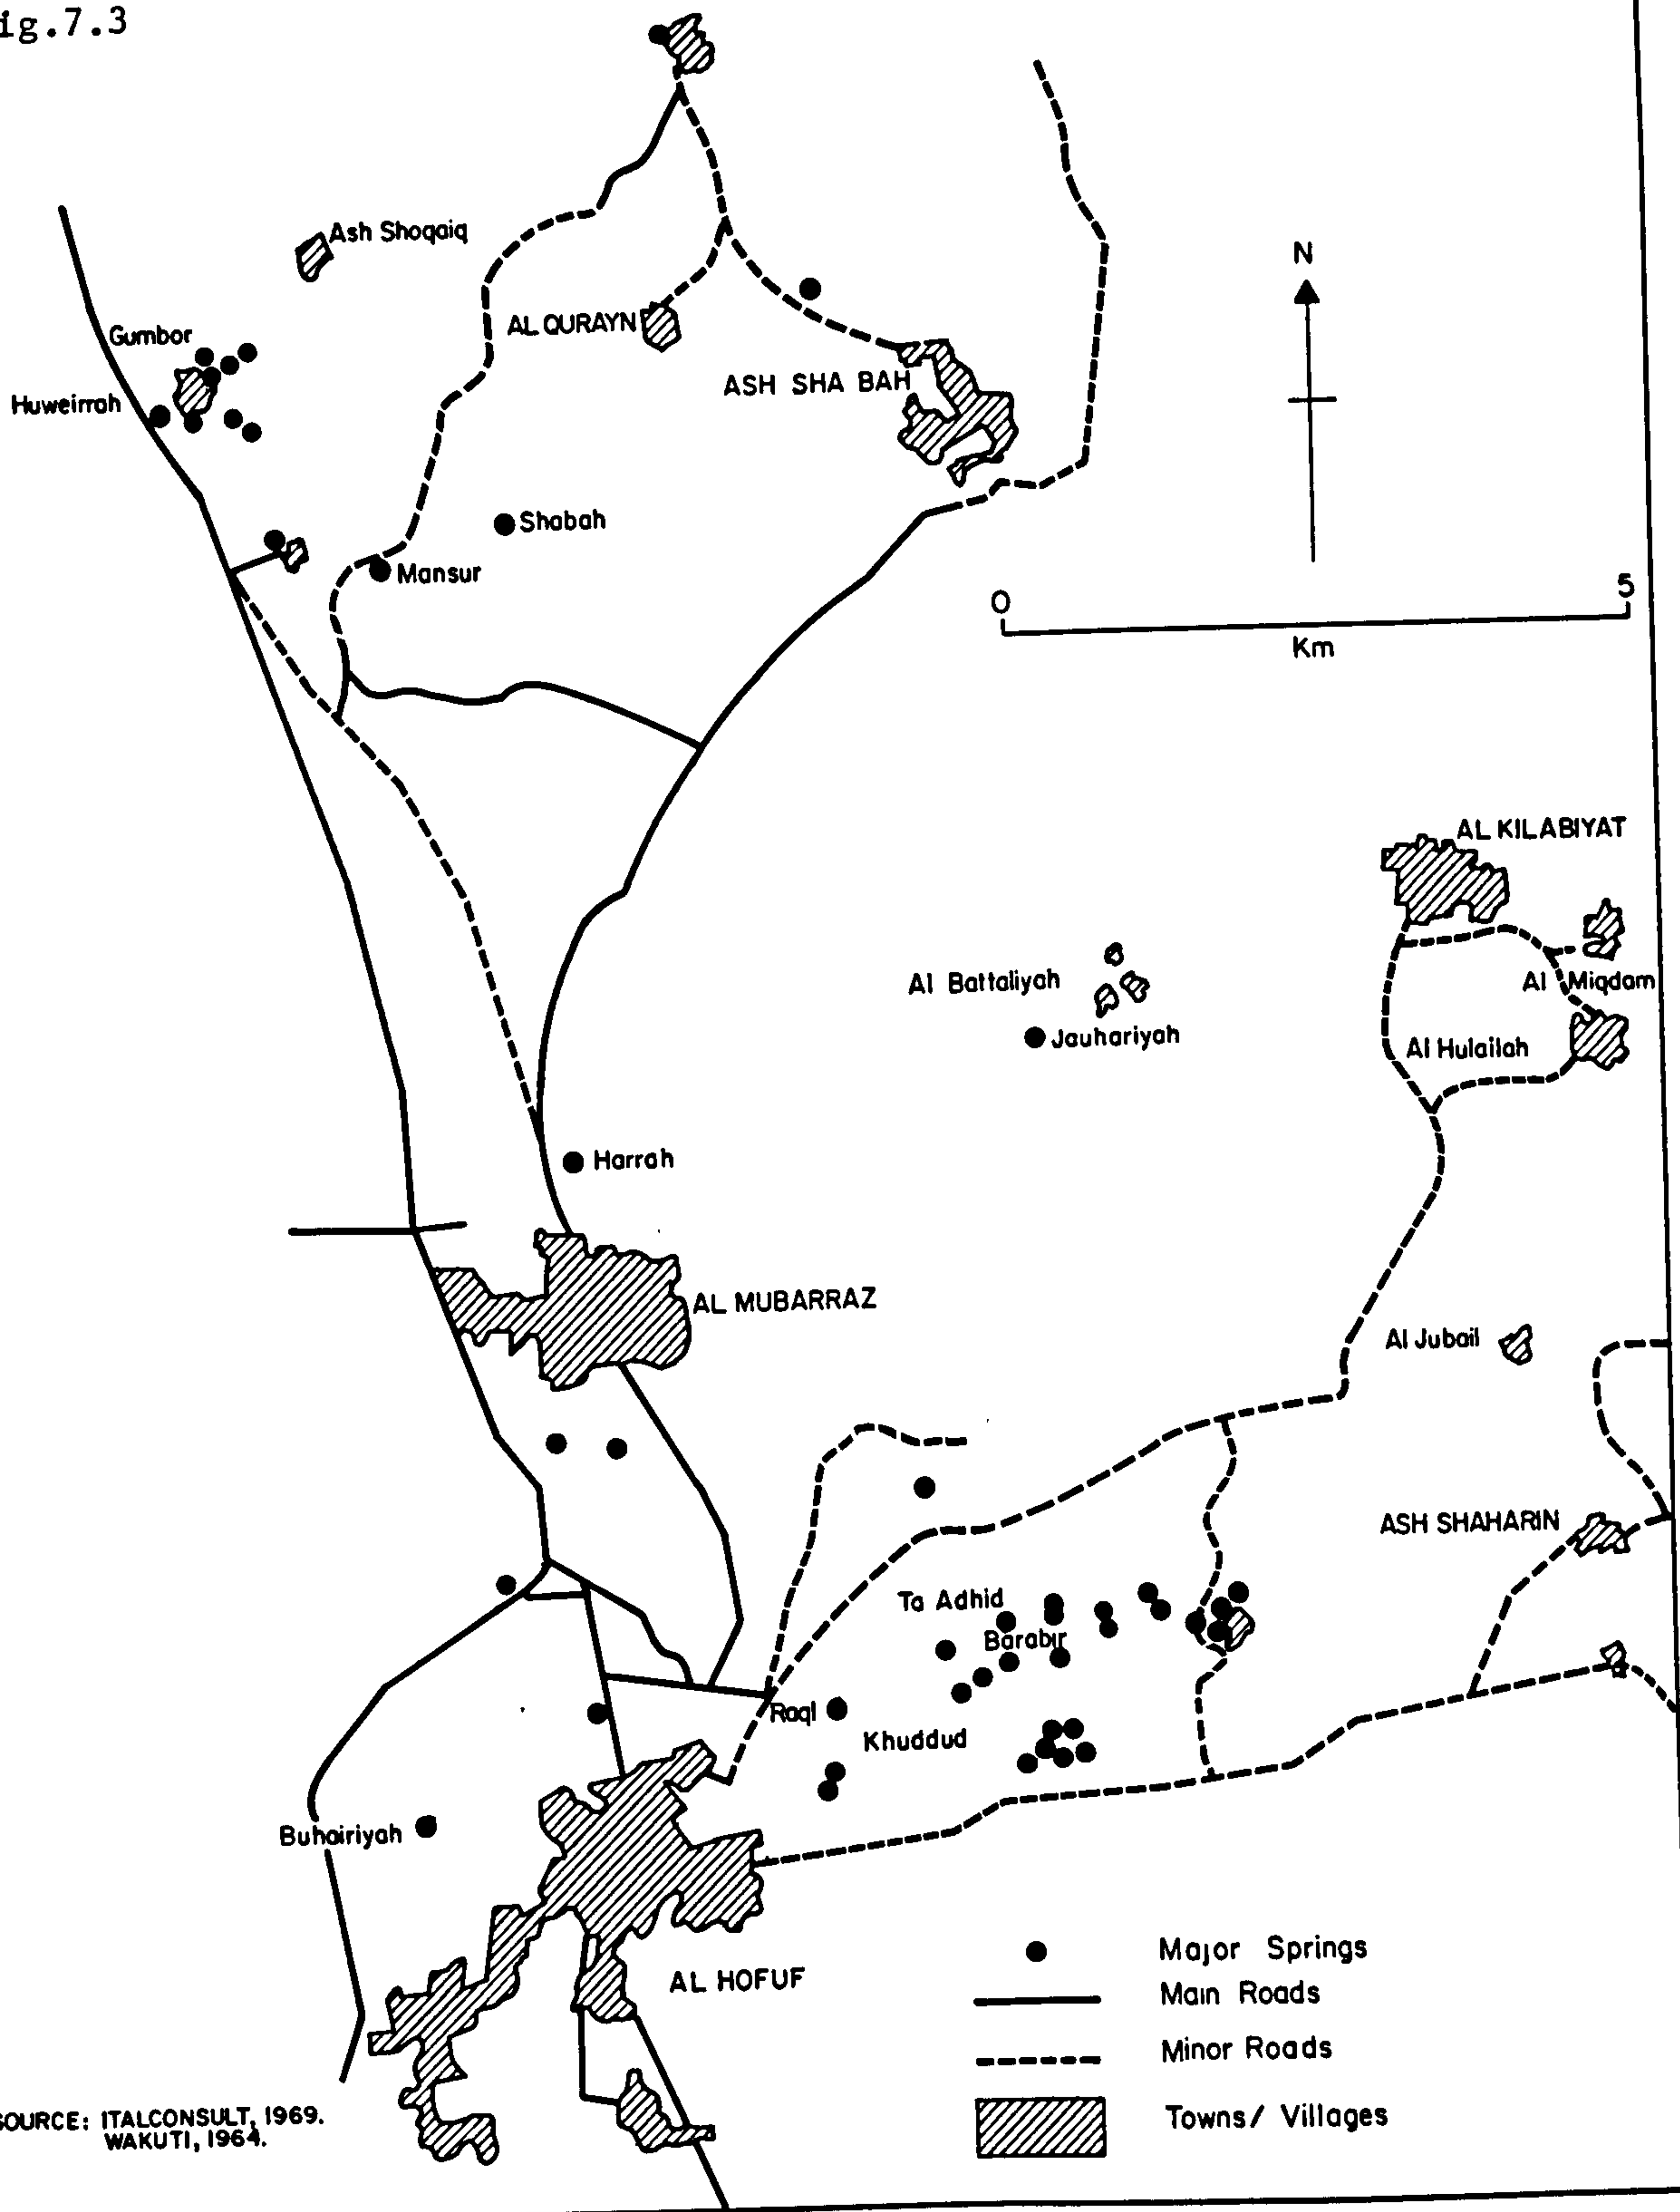 ig.7.3
Ash Shoqaiq
N
Gumbor
AL QURAYN
ASH SHA BAH
Huweirrah
Shabah
Mansur
0 5
Km
AL KILABIYAT
Al Battaliyah
Al Miqdam
Jauhariyah
Al Hulailah
Harrah
AL MUBARRAZ
Al Jubail
ASH SHAHARIN
Ta Adhid
Barabir
Raql
Khuddud
Buhairiyah
AL HOFUF
Major Springs
Main Roads
Minor Roads
Towns/ Villages
SOURCE: ITALCONSULT, 1969.
WAKUTI, 1964.